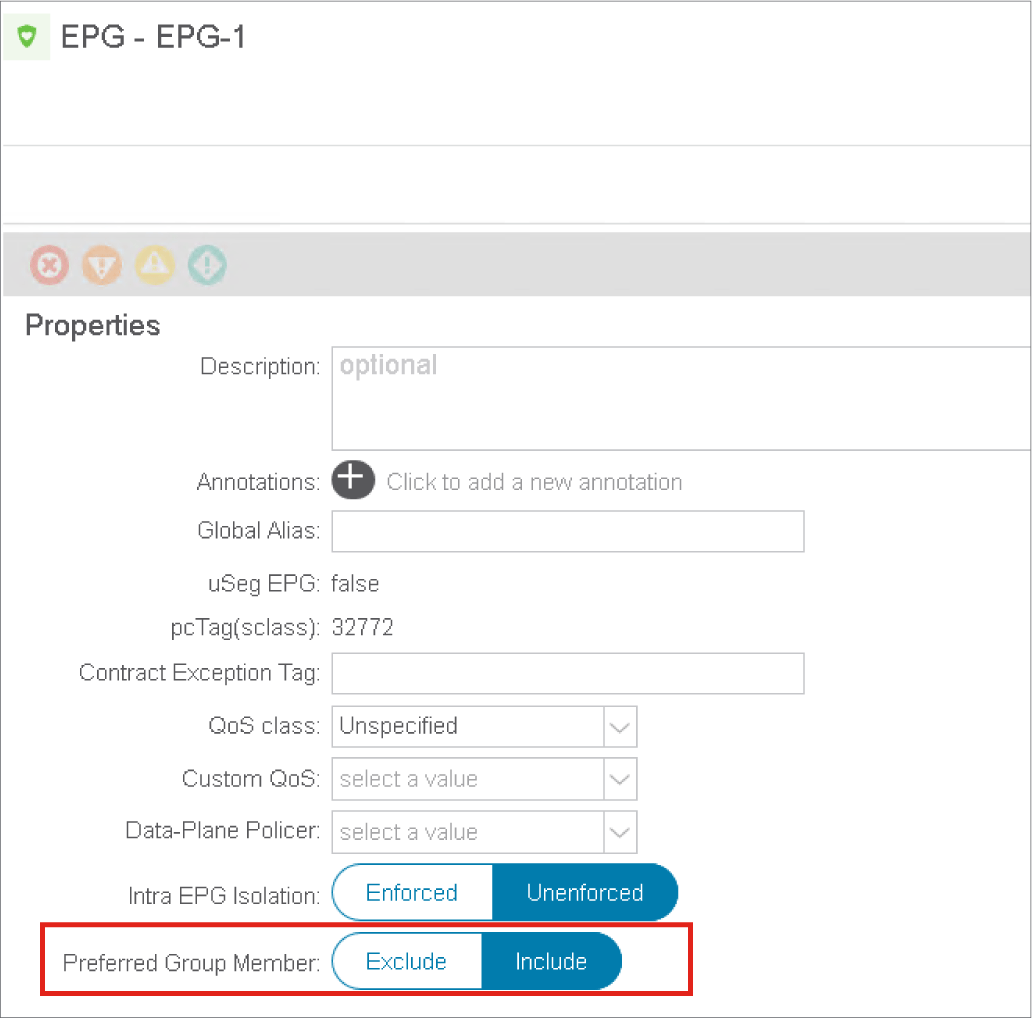 EPG - EPG-1
Properties
Description: optional
Annotations: Click to add a new annotation
Global Alias:
uSeg EPG: false
pcTag(sclass): 32772
Contract Exception Tag:
QoS class: Unspecified
Custom QoS: select a value
Data-Plane Policer: select a value
Intra EPG Isolation: Enforced Unenforced
Preferred Group Member: Exclude Include